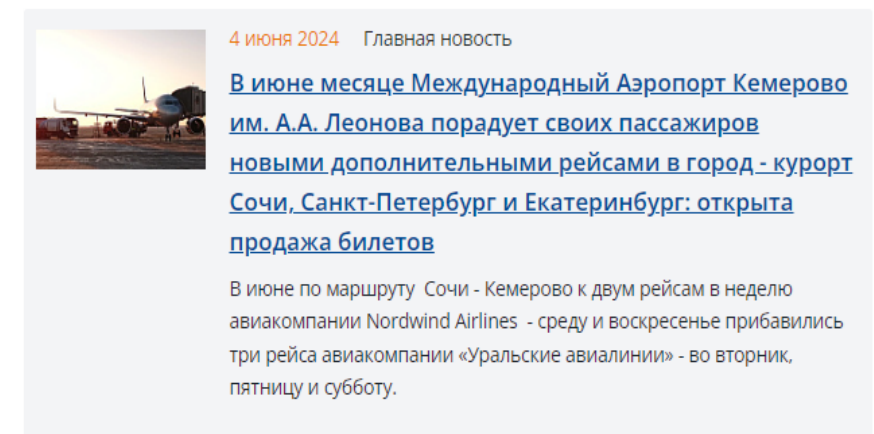 4 июня 2024 Главная новость
В июне месяце Международный Аэропорт Кемерово
им. А.А. Леонова порадует своих пассажиров
новыми дополнительными рейсами в город - курорт
Сочи, Санкт-Петербург и Екатеринбург: открыта
продажа билетов
В июне по маршруту Сочи - Кемерово к двум рейсам в неделю
авиакомпании Nordwind Airlines - среду и воскресенье прибавились
три рейса авиакомпании «Уральские авиалинии» - во вторник,
пятницу и субботу.